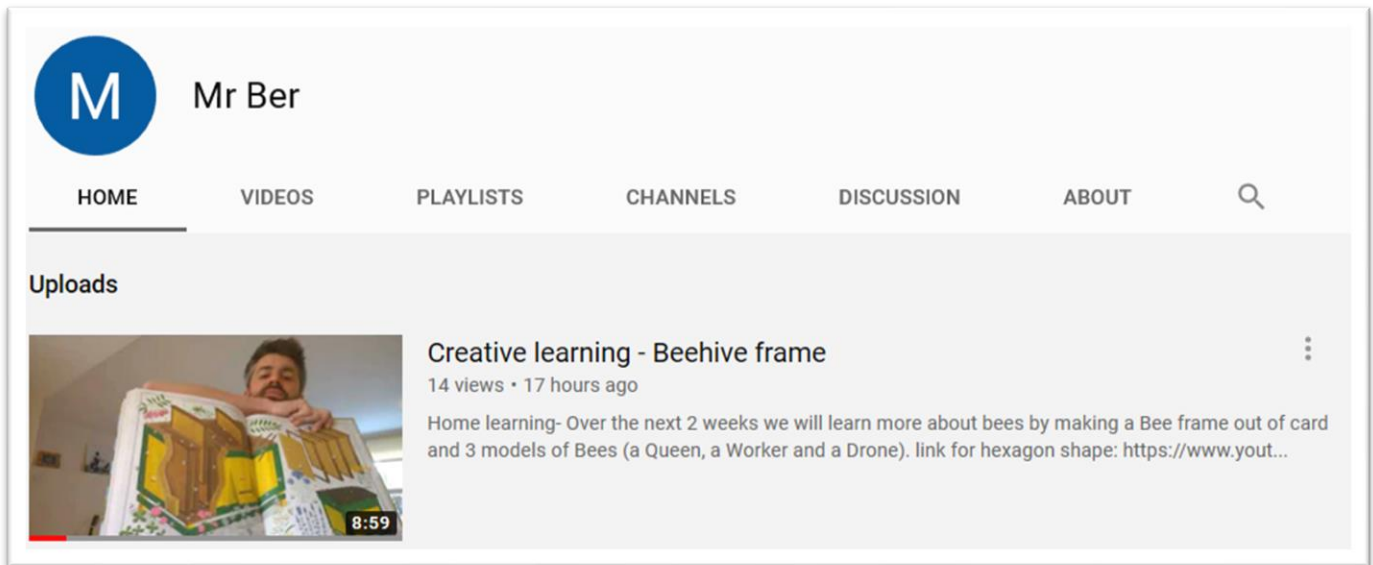 M
Mr Ber
HOME VIDEOS PLAYLISTS CHANNELS DISCUSSION ABOUT
Uploads
Creative learning - Beehive frame
14 views • 17 hours ago
Home learning- Over the next 2 weeks we will learn more about bees by making a Bee frame out of card
and 3 models of Bees (a Queen, a Worker and a Drone). link for hexagon shape: https://www.yout...
8:59